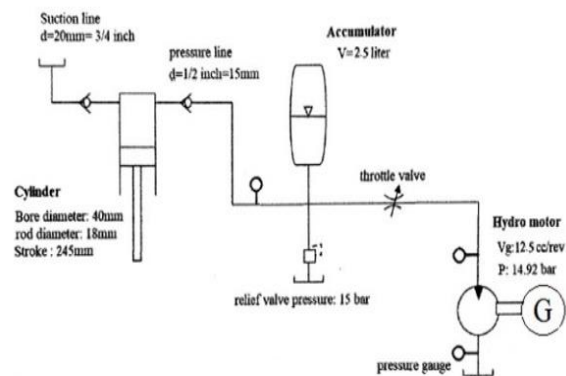 Suction line
d=20mm= 3/4 inch
pressure line
d=1/2 inch=15mm
Accumulator
V=2.5 liter
throttle valve
Cylinder
Bore diameter: 40mm
rod diameter: 18mm
Stroke : 245mm
Hydro motor
Vg:12.5 cc/rev
P: 14.92 bar
relief valve pressure: 15 bar
G
pressure gauge